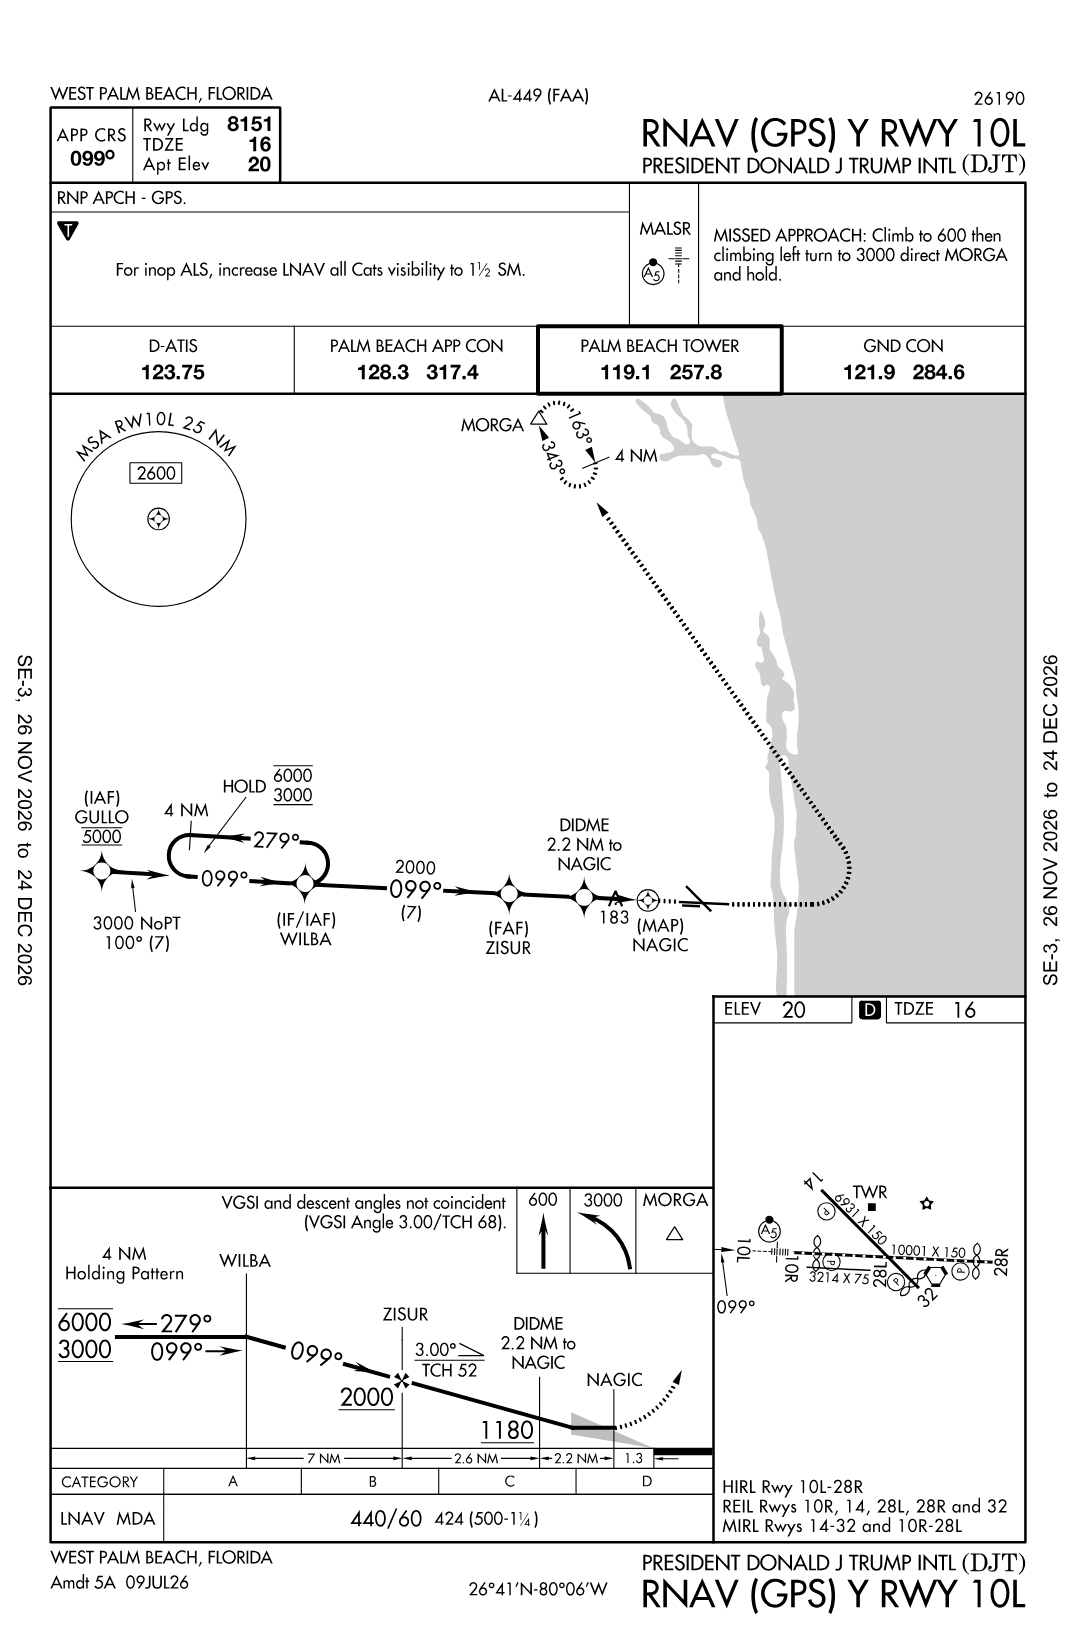 WEST PALM BEACH, FLORIDA
AL-449 (FAA)
26190
APP CRS
099°
Rwy Ldg 8151
TDZE 16
Apt Elev 20
RNAV (GPS) Y RWY 10L
PRESIDENT DONALD J TRUMP INTL (DJT)
RNP APCH - GPS.
T
For inop ALS, increase LNAV all Cats visibility to 1½ SM.
MALSR
A5
MISSED APPROACH: Climb to 600 then
climbing left turn to 3000 direct MORGA
and hold.
D-ATIS
123.75
PALM BEACH APP CON
128.3 317.4
PALM BEACH TOWER
119.1 257.8
GND CON
121.9 284.6
MSA RW10L 25 NM
2600
MORGA
163°
343°
4 NM
(IAF)
GULLO
5000
4 NM
HOLD
6000
3000
279°
099°
3000 NoPT
100° (7)
(IF/IAF)
WILBA
2000
099°
(7)
(FAF)
ZISUR
DIDME
2.2 NM to
NAGIC
183
(MAP)
NAGIC
SE-3, 26 NOV 2026 to 24 DEC 2026
SE-3, 26 NOV 2026 to 24 DEC 2026
ELEV 20
D
TDZE 16
14
TWR
6931 X 150
P
A5
10L
10R
10001 X 150
P
3214 X 75
28L
P
P
28R
32
099°
HIRL Rwy 10L-28R
REIL Rwys 10R, 14, 28L, 28R and 32
MIRL Rwys 14-32 and 10R-28L
VGSI and descent angles not coincident
(VGSI Angle 3.00/TCH 68).
600
3000
MORGA
4 NM
Holding Pattern
WILBA
6000
3000
279°
099°
099°
ZISUR
2000
3.00°
TCH 52
DIDME
2.2 NM to
NAGIC
1180
NAGIC
7 NM
2.6 NM
2.2 NM
1.3
CATEGORY A B C D
LNAV MDA 440/60 424 (500-1¼)
WEST PALM BEACH, FLORIDA
Amdt 5A 09JUL26
26°41'N-80°06'W
PRESIDENT DONALD J TRUMP INTL (DJT)
RNAV (GPS) Y RWY 10L